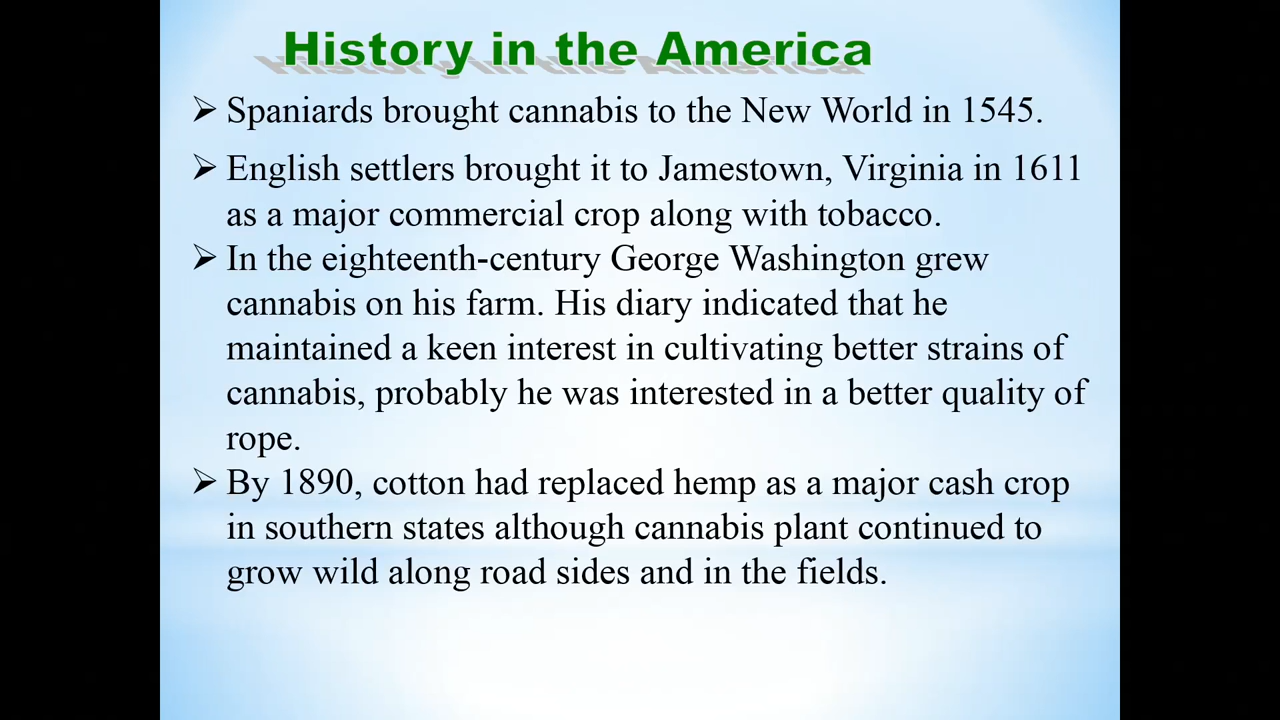 History in the America
➢ Spaniards brought cannabis to the New World in 1545.
➢ English settlers brought it to Jamestown, Virginia in 1611
as a major commercial crop along with tobacco.
➢ In the eighteenth-century George Washington grew
cannabis on his farm. His diary indicated that he
maintained a keen interest in cultivating better strains of
cannabis, probably he was interested in a better quality of
rope.
➢ By 1890, cotton had replaced hemp as a major cash crop
in southern states although cannabis plant continued to
grow wild along road sides and in the fields.